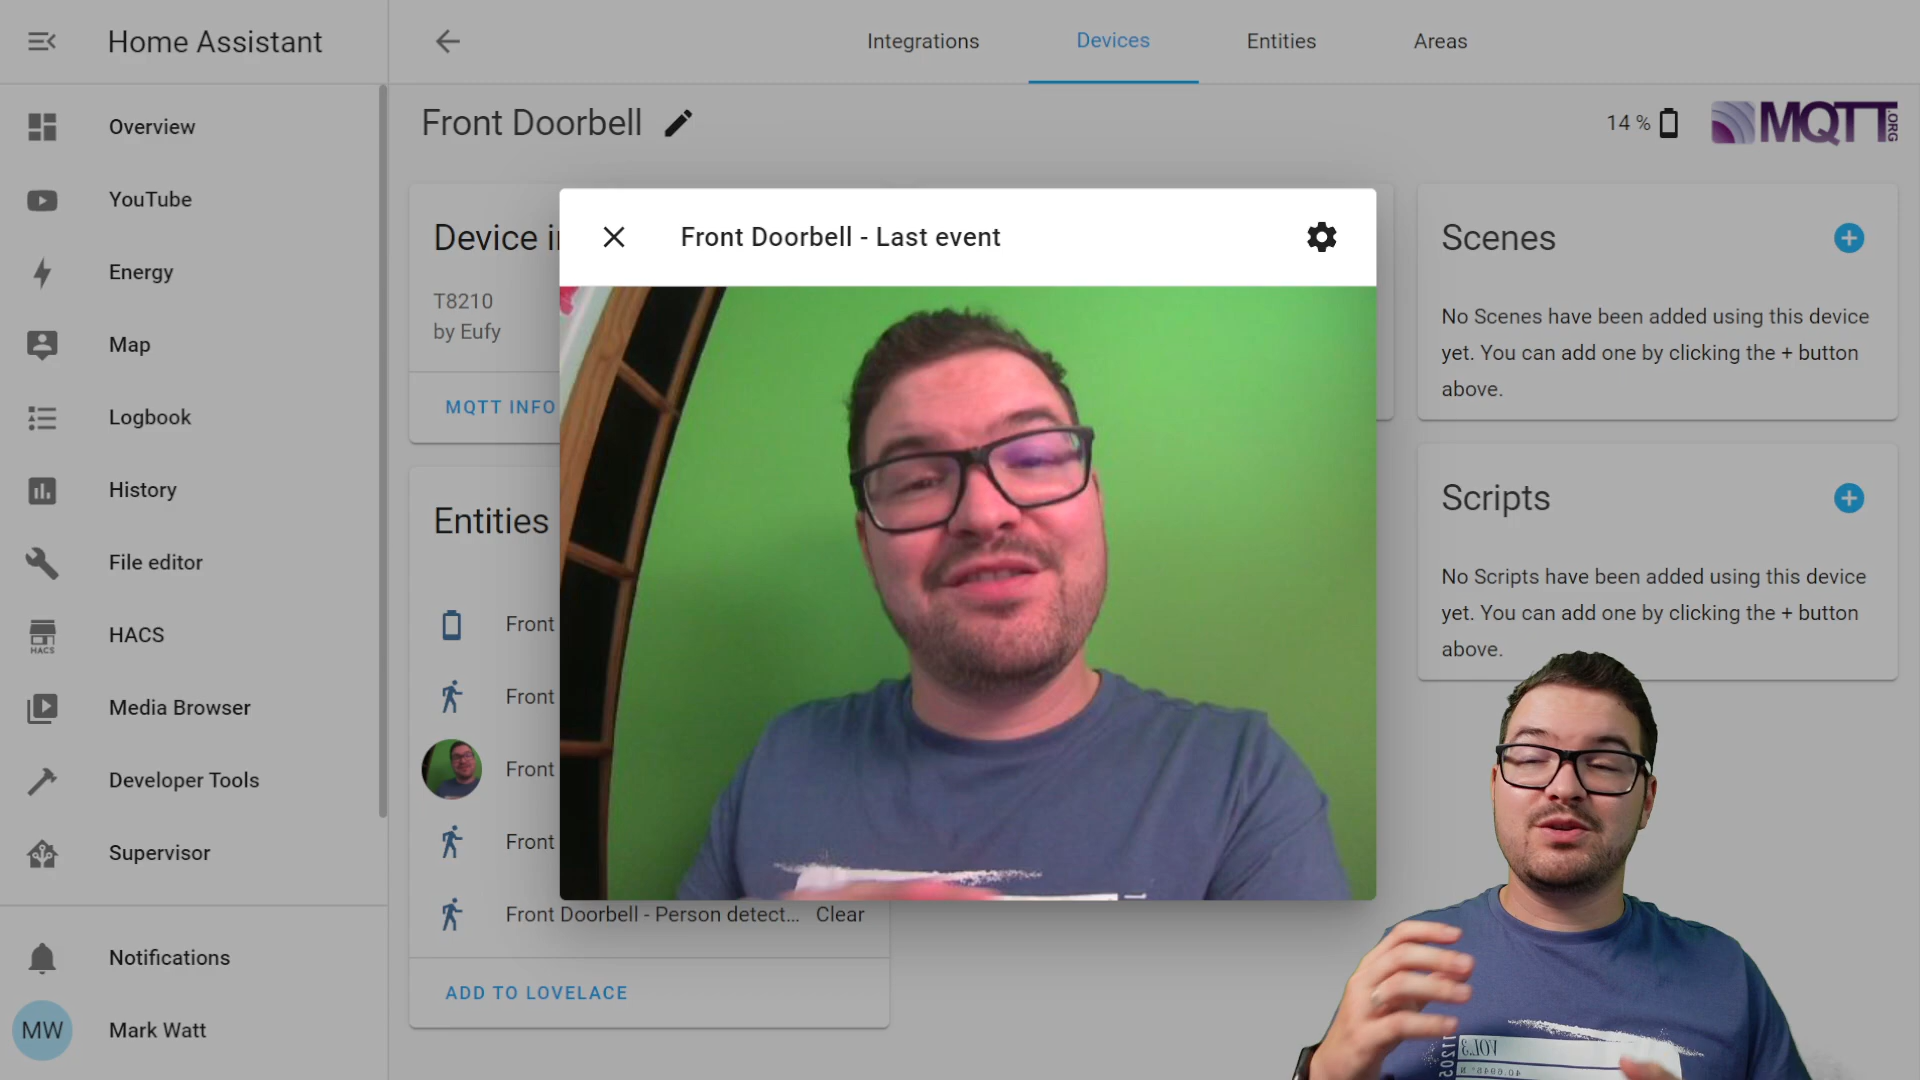 Home Assistant
Integrations
Devices
Entities
Areas
Overview
YouTube
Energy
Map
Logbook
History
File editor
HACS
HACS
Media Browser
Developer Tools
Supervisor
Notifications
MW
Mark Watt
Front Doorbell
14 %
MQTT
.ORG
Device
T8210
by Eufy
MQTT INFO
Front Doorbell - Last event
Entities
Front
Front
Front
Front
Front Doorbell - Person detect... Clear
ADD TO LOVELACE
Scenes
No Scenes have been added using this device
yet. You can add one by clicking the + button
above.
Scripts
No Scripts have been added using this device
yet. You can add one by clicking the + button
above.
VOL.3